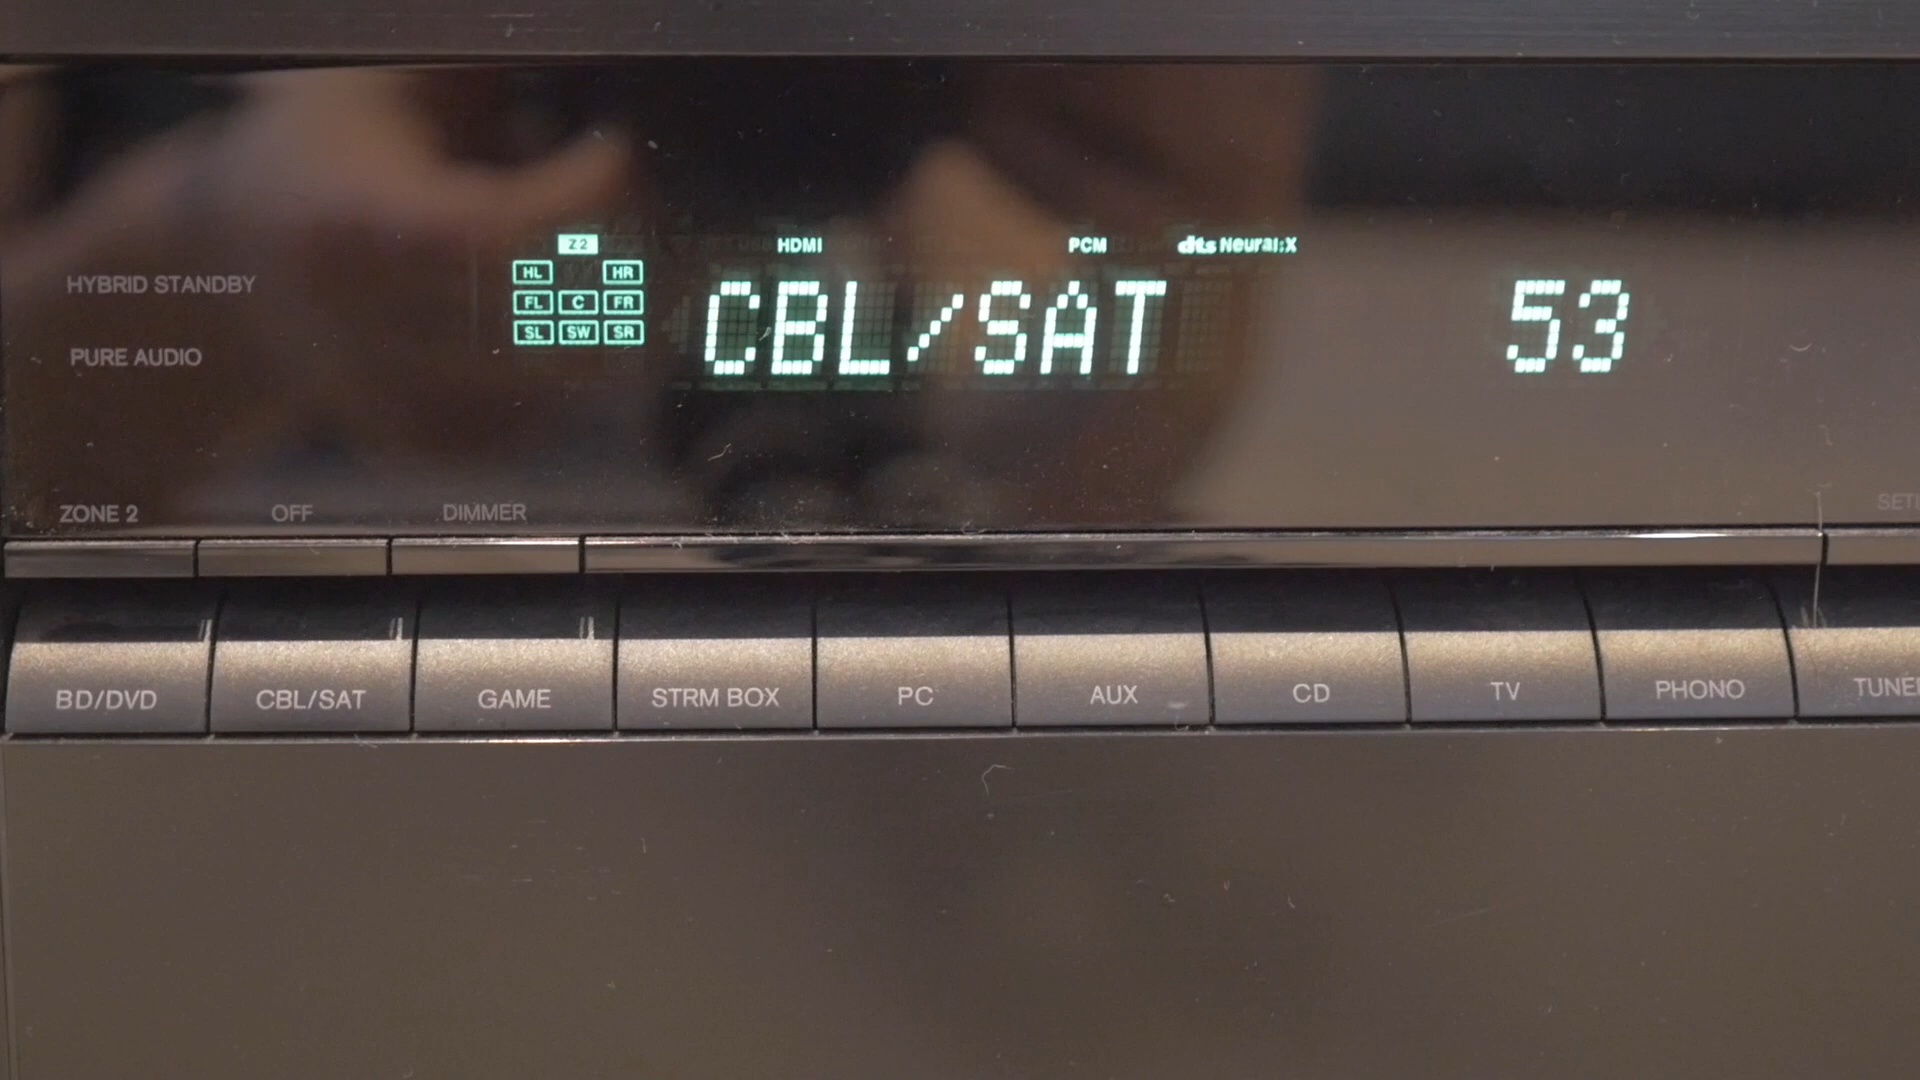 Z2 HDMI PCM dts Neural:X
HYBRID STANDBY
HL HR
FL C FR
SL SW SR
CBL/SAT 53
PURE AUDIO
ZONE 2 OFF DIMMER
BD/DVD CBL/SAT GAME STRM BOX PC AUX CD TV PHONO TUNER